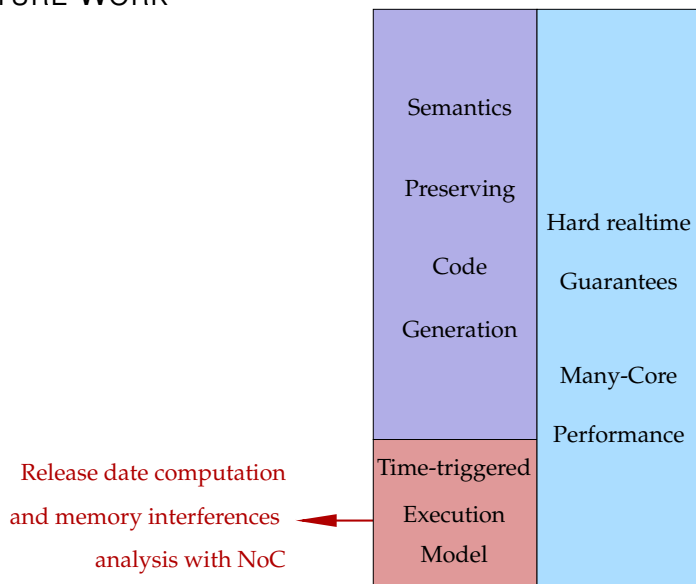 WORK
Semantics
Preserving
Code
Generation
Hard realtime
Guarantees
Many-Core
Performance
Time-triggered
Execution
Model
Release date computation
and memory interferences
analysis with NoC